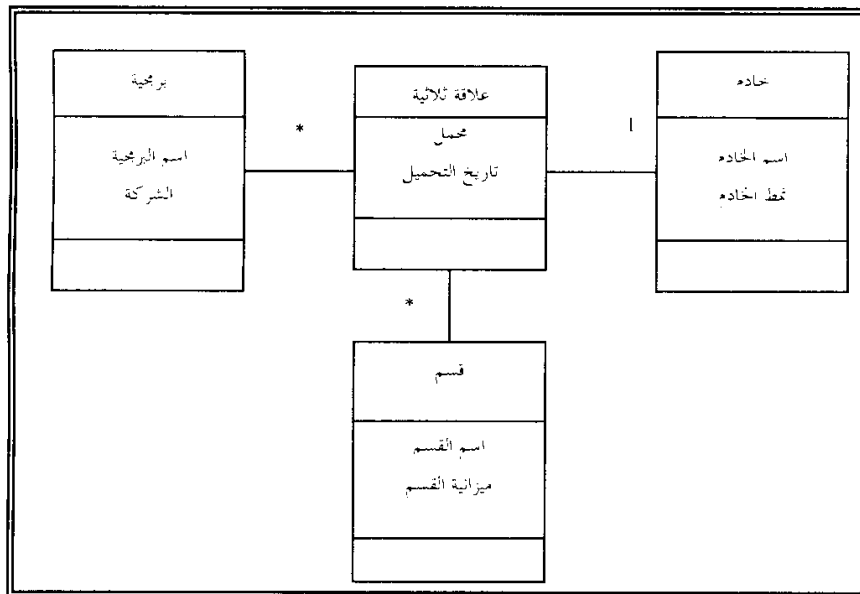 خادم
برمجية
علاقة ثلاثية
1
*
محمل
اسم الخادم
اسم البرمجية
تاريخ التحميل
نمط الخادم
الشركة
*
قسم
اسم القسم
ميزانية القسم